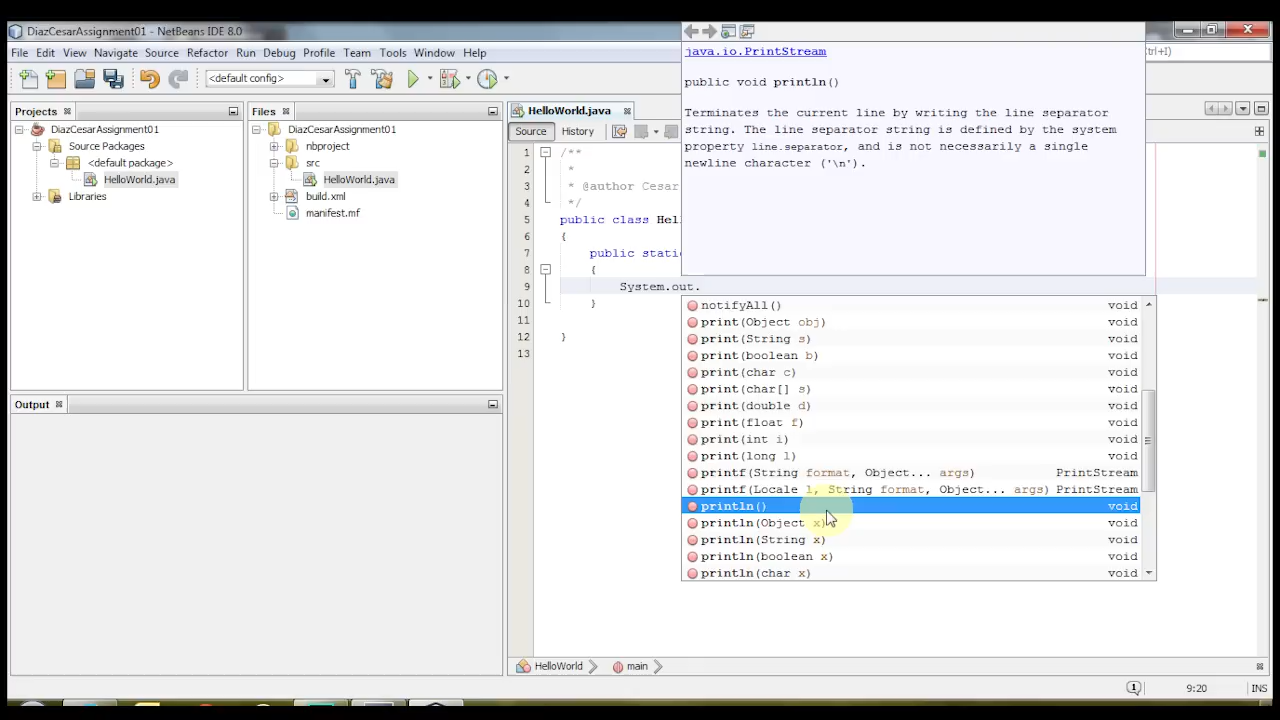 DiazCesarAssignment01 - NetBeans IDE 8.0
File Edit View Navigate Source Refactor Run Debug Profile Team Tools Window Help
<default config>
Projects
DiazCesarAssignment01
Source Packages
<default package>
HelloWorld.java
Libraries
Files
DiazCesarAssignment01
nbproject
src
HelloWorld.java
build.xml
manifest.mf
Output
HelloWorld.java
Source History
1 /**
2 *
3 * @author Cesar
4 */
5 public class Hel
6 {
7 public stati
8 {
9 System.out.
10 }
11
12 }
13
java.io.PrintStream
public void println()
Terminates the current line by writing the line separator
string. The line separator string is defined by the system
property line.separator, and is not necessarily a single
newline character ('\n').
notifyAll() void
print(Object obj) void
print(String s) void
print(boolean b) void
print(char c) void
print(char[] s) void
print(double d) void
print(float f) void
print(int i) void
print(long l) void
printf(String format, Object... args) PrintStream
printf(Locale l, String format, Object... args) PrintStream
println() void
println(Object x) void
println(String x) void
println(boolean x) void
println(char x) void
HelloWorld main
1 9:20 INS